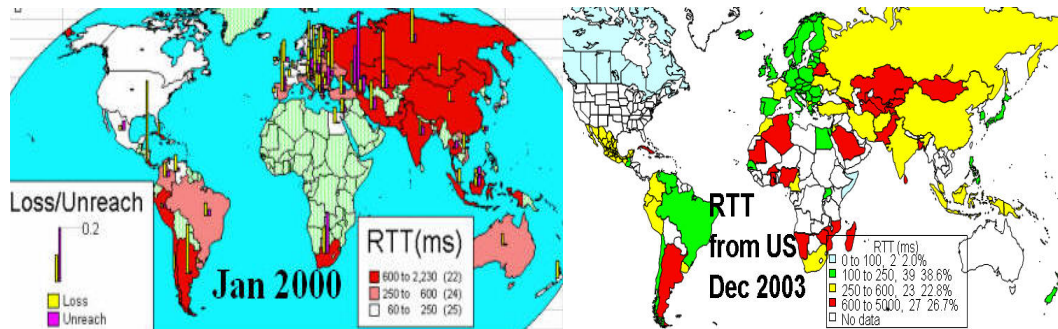 Loss/Unreach
0.2
Loss
Unreach
Jan 2000
RTT(ms)
600 to 2,230 (22)
250 to 600 (24)
60 to 250 (25)
RTT
from US
Dec 2003
RTT (ms)
0 to 100, 2 2.0%
100 to 250, 39 38.6%
250 to 600, 23 22.8%
600 to 5000, 27 26.7%
No data